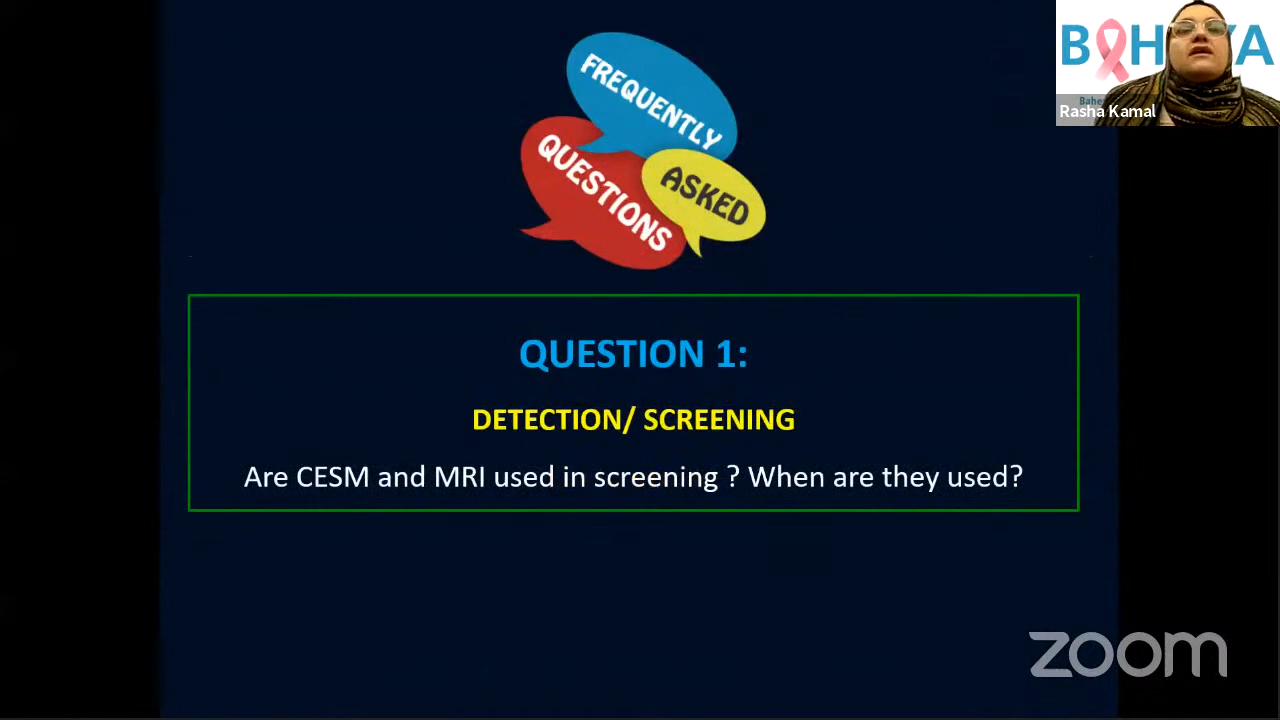 FREQUENTLY
ASKED
QUESTIONS
QUESTION 1:
DETECTION/ SCREENING
Are CESM and MRI used in screening ? When are they used?
Rasha Kamal
zoom